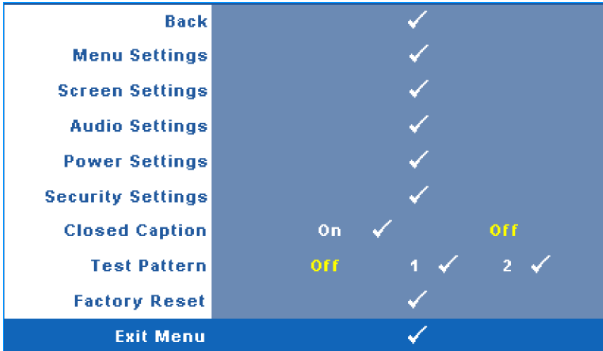 Back ✓
Menu Settings ✓
Screen Settings ✓
Audio Settings ✓
Power Settings ✓
Security Settings ✓
Closed Caption On ✓ Off
Test Pattern Off 1 ✓ 2 ✓
Factory Reset ✓
Exit Menu ✓